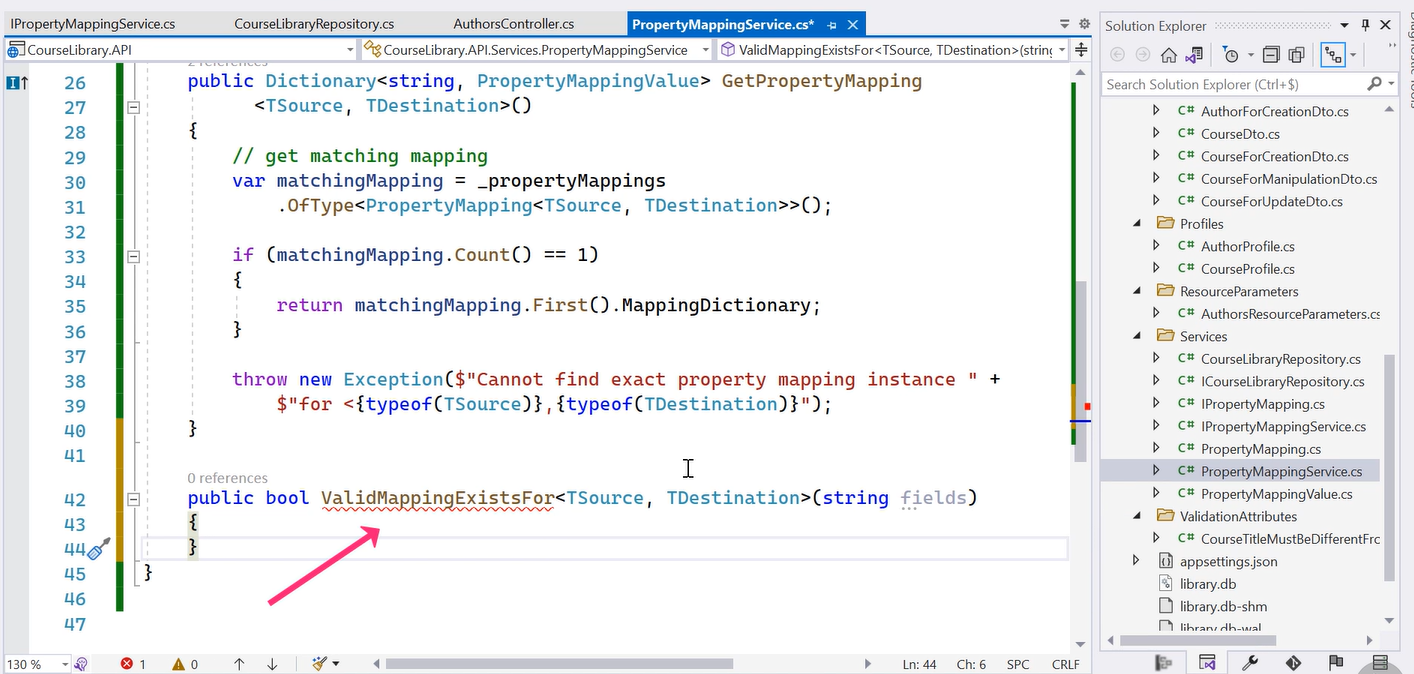 IPropertyMappingService.cs CourseLibraryRepository.cs AuthorsController.cs PropertyMappingService.cs*
CourseLibrary.API CourseLibrary.API.Services.PropertyMappingService ValidMappingExistsFor<TSource, TDestination>(string
2 references
26 public Dictionary<string, PropertyMappingValue> GetPropertyMapping
27 <TSource, TDestination>()
28 {
29 // get matching mapping
30 var matchingMapping = _propertyMappings
31 .OfType<PropertyMapping<TSource, TDestination>>();
32
33 if (matchingMapping.Count() == 1)
34 {
35 return matchingMapping.First().MappingDictionary;
36 }
37
38 throw new Exception($"Cannot find exact property mapping instance " +
39 $"for <{typeof(TSource)},{typeof(TDestination)}");
40 }
41
0 references
42 public bool ValidMappingExistsFor<TSource, TDestination>(string fields)
43 {
44 }
45 }
46
47
130 % 1 0 Ln: 44 Ch: 6 SPC CRLF
Solution Explorer
Search Solution Explorer (Ctrl+$)
C# AuthorForCreationDto.cs
C# CourseDto.cs
C# CourseForCreationDto.cs
C# CourseForManipulationDto.cs
C# CourseForUpdateDto.cs
Profiles
C# AuthorProfile.cs
C# CourseProfile.cs
ResourceParameters
C# AuthorsResourceParameters.cs
Services
C# CourseLibraryRepository.cs
C# ICourseLibraryRepository.cs
C# IPropertyMapping.cs
C# IPropertyMappingService.cs
C# PropertyMapping.cs
C# PropertyMappingService.cs
C# PropertyMappingValue.cs
ValidationAttributes
C# CourseTitleMustBeDifferentFrc
appsettings.json
library.db
library.db-shm
library.db-wal